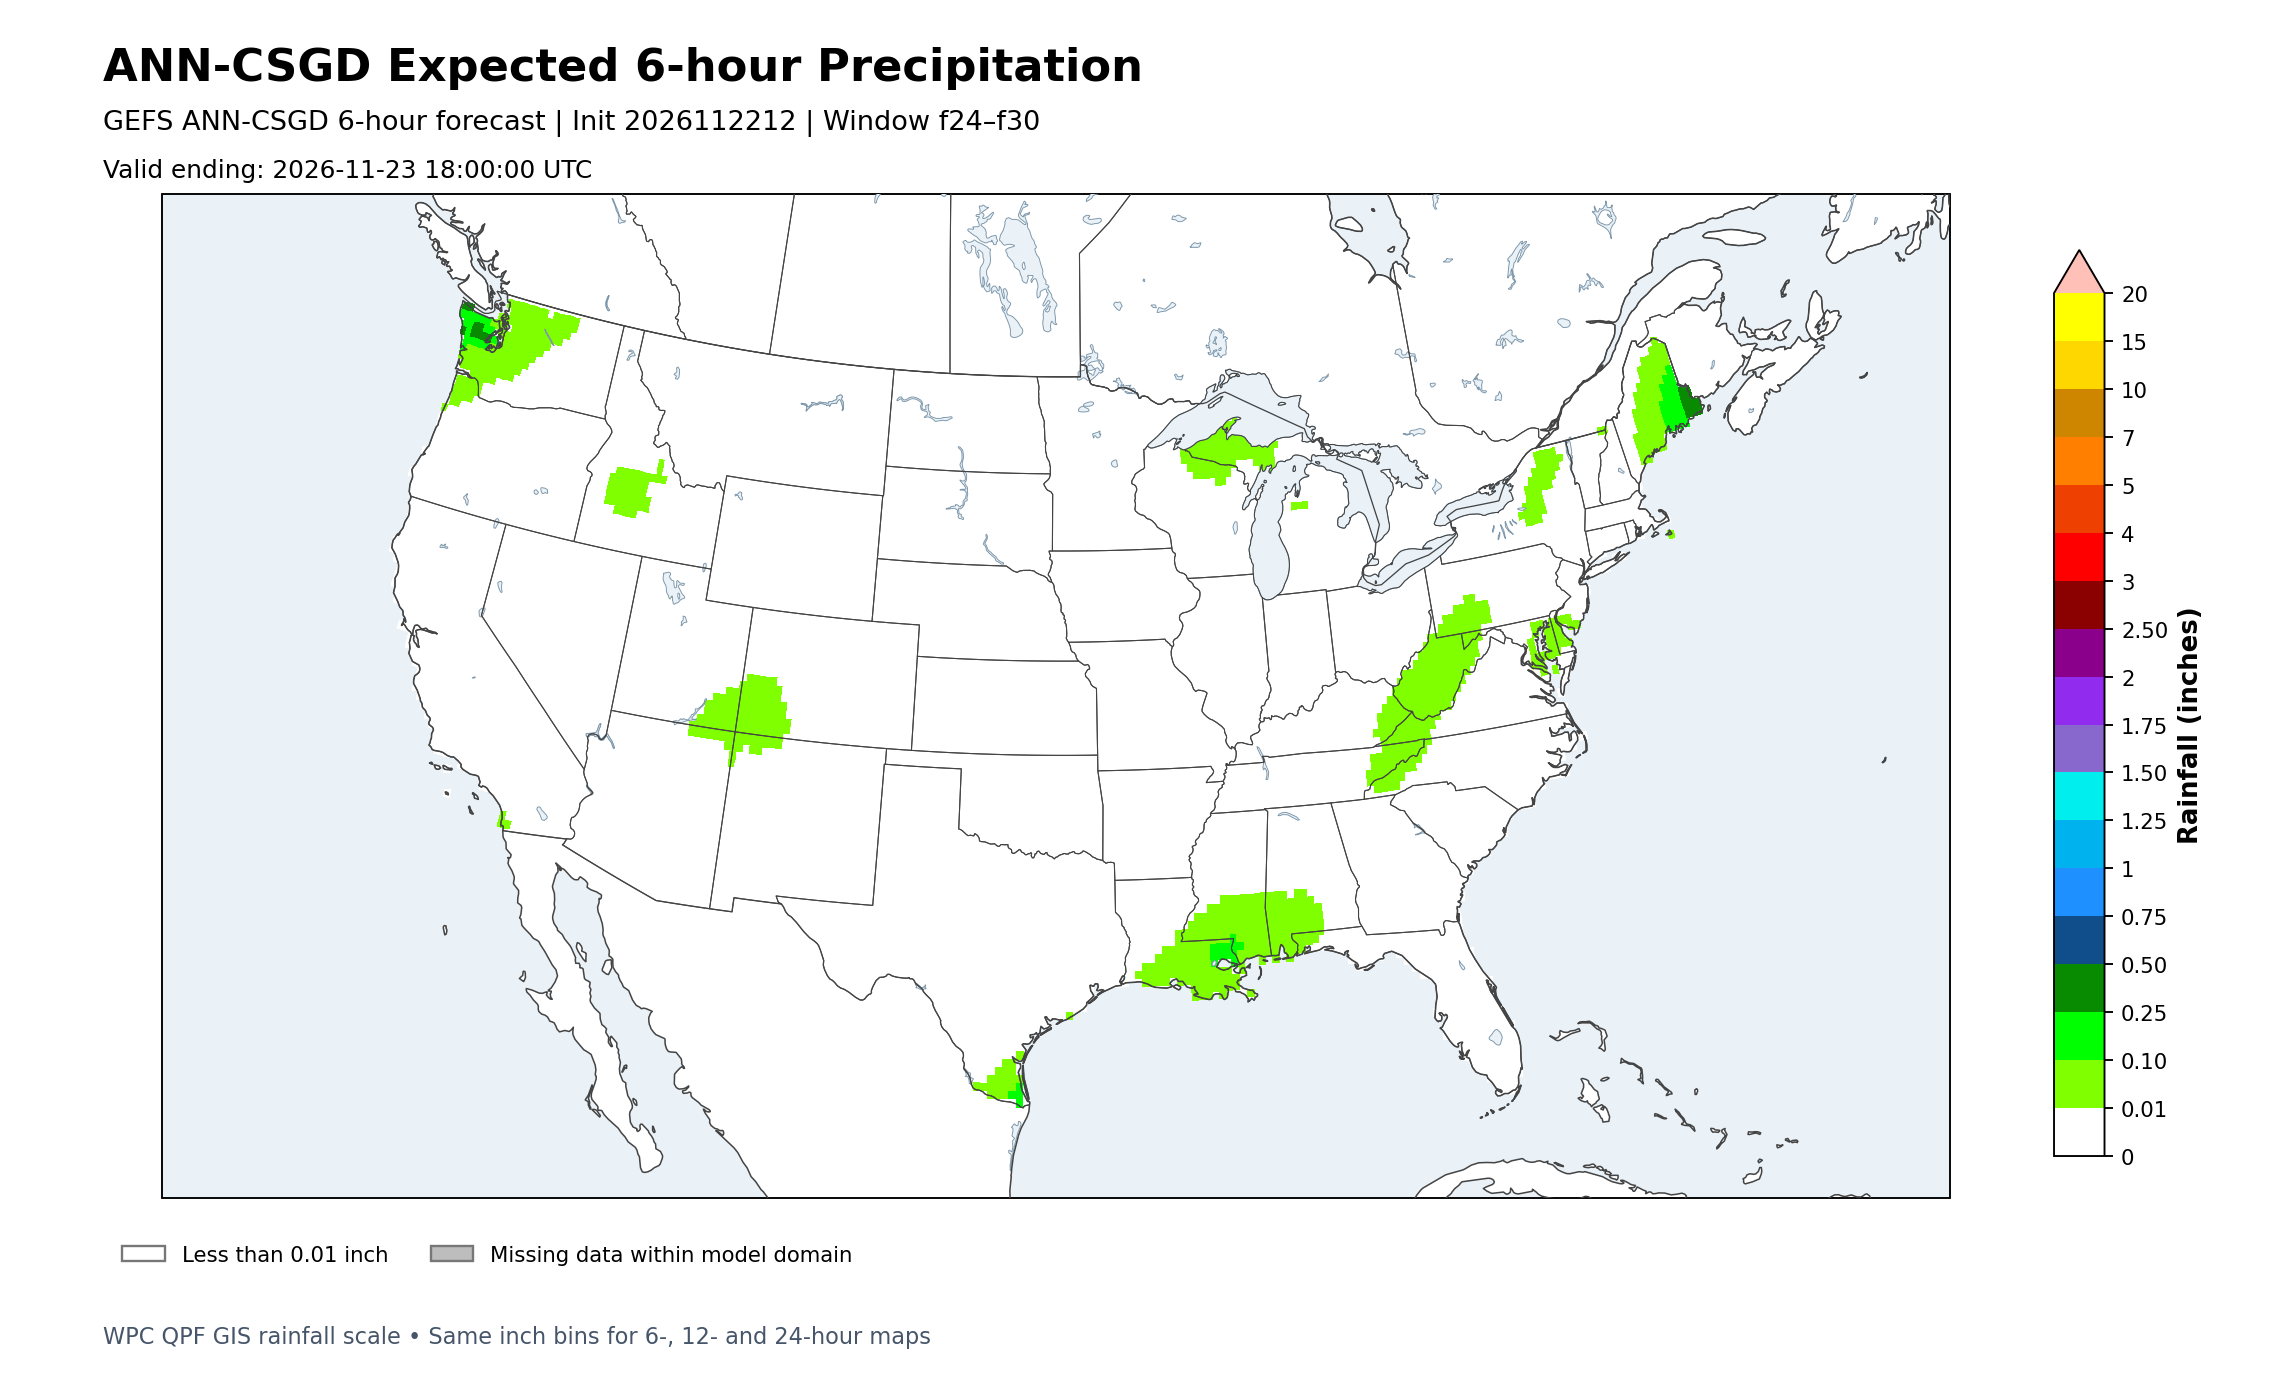 ANN-CSGD Expected 6-hour Precipitation
GEFS ANN-CSGD 6-hour forecast | Init 2026112212 | Window f24–f30
Valid ending: 2026-11-23 18:00:00 UTC
20
15
10
7
5
4
3
2.50
2
1.75
1.50
1.25
1
0.75
0.50
0.25
0.10
0.01
0
Rainfall (inches)
Less than 0.01 inch
Missing data within model domain
WPC QPF GIS rainfall scale • Same inch bins for 6-, 12- and 24-hour maps